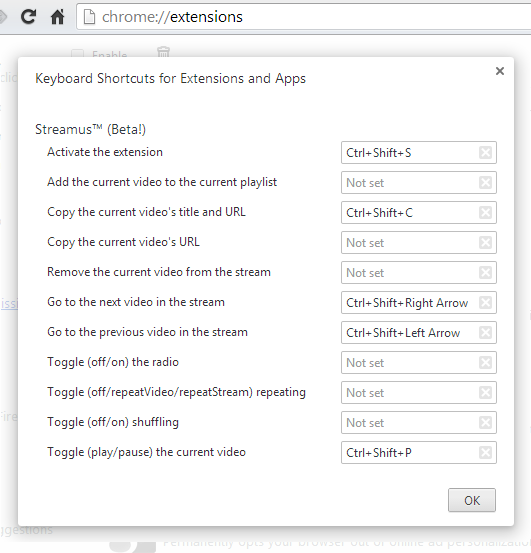 chrome://extensions
Enable
Keyboard Shortcuts for Extensions and Apps
Streamus™ (Beta!)
Activate the extension Ctrl+Shift+S
Add the current video to the current playlist Not set
Copy the current video's title and URL Ctrl+Shift+C
Copy the current video's URL Not set
Remove the current video from the stream Not set
Go to the next video in the stream Ctrl+Shift+Right Arrow
Go to the previous video in the stream Ctrl+Shift+Left Arrow
Toggle (off/on) the radio Not set
Toggle (off/repeatVideo/repeatStream) repeating Not set
Toggle (off/on) shuffling Not set
Toggle (play/pause) the current video Ctrl+Shift+P
OK